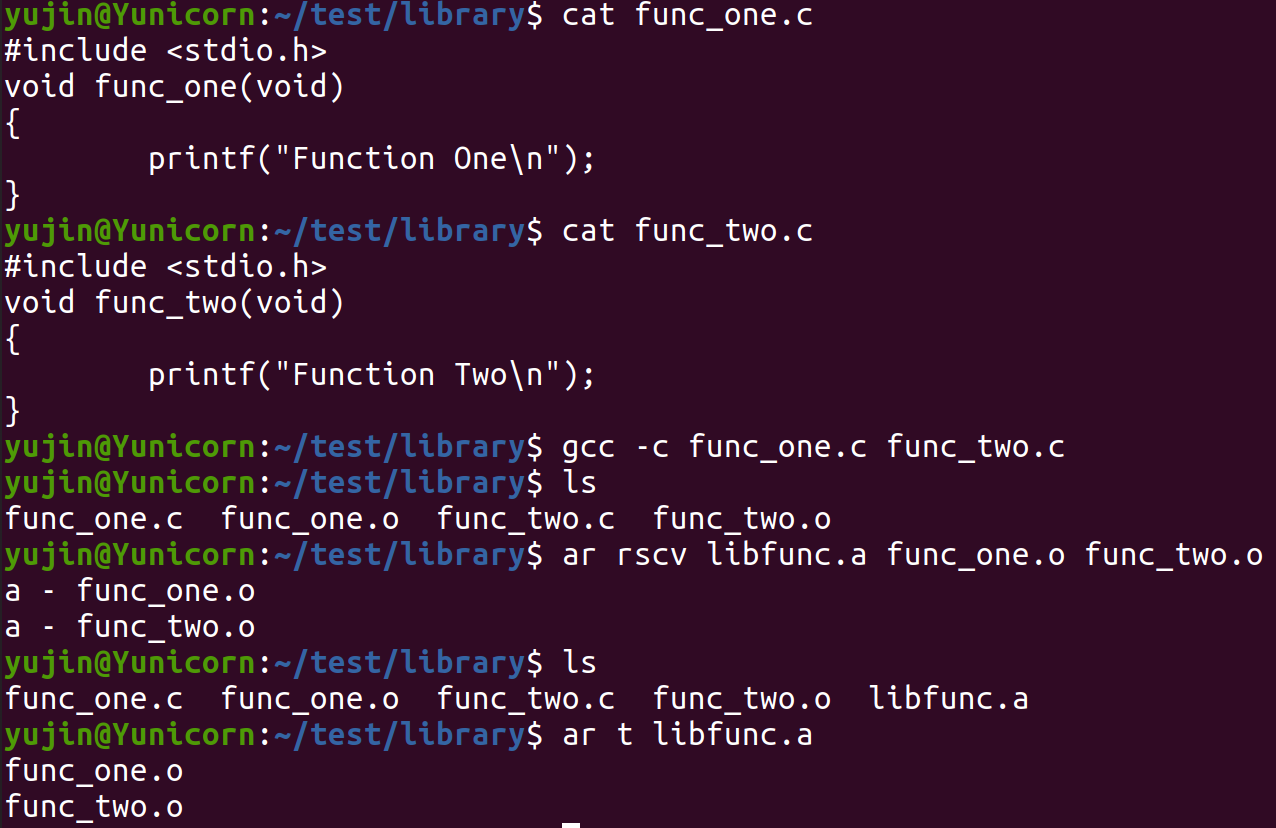 yujin@Yunicorn:~/test/library$ cat func_one.c
#include <stdio.h>
void func_one(void)
{
        printf("Function One\n");
}
yujin@Yunicorn:~/test/library$ cat func_two.c
#include <stdio.h>
void func_two(void)
{
        printf("Function Two\n");
}
yujin@Yunicorn:~/test/library$ gcc -c func_one.c func_two.c
yujin@Yunicorn:~/test/library$ ls
func_one.c  func_one.o  func_two.c  func_two.o
yujin@Yunicorn:~/test/library$ ar rscv libfunc.a func_one.o func_two.o
a - func_one.o
a - func_two.o
yujin@Yunicorn:~/test/library$ ls
func_one.c  func_one.o  func_two.c  func_two.o  libfunc.a
yujin@Yunicorn:~/test/library$ ar t libfunc.a
func_one.o
func_two.o